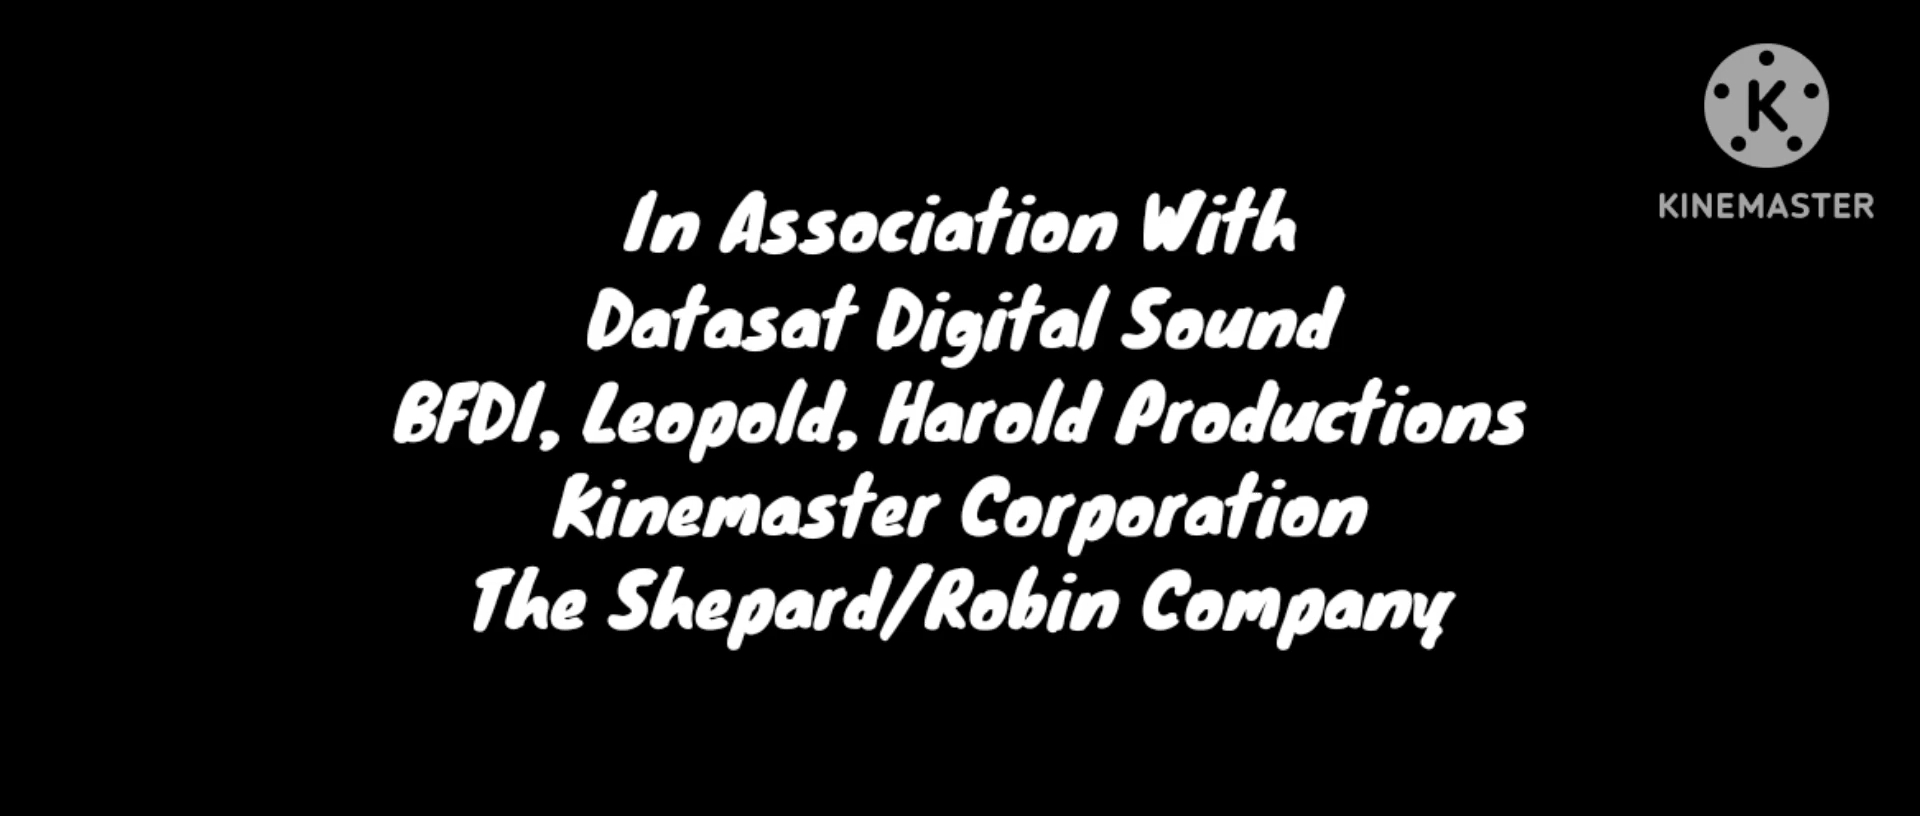 K
KINEMASTER
In Association With
Datasat Digital Sound
BFDI, Leopold, Harold Productions
Kinemaster Corporation
The Shepard/Robin Company